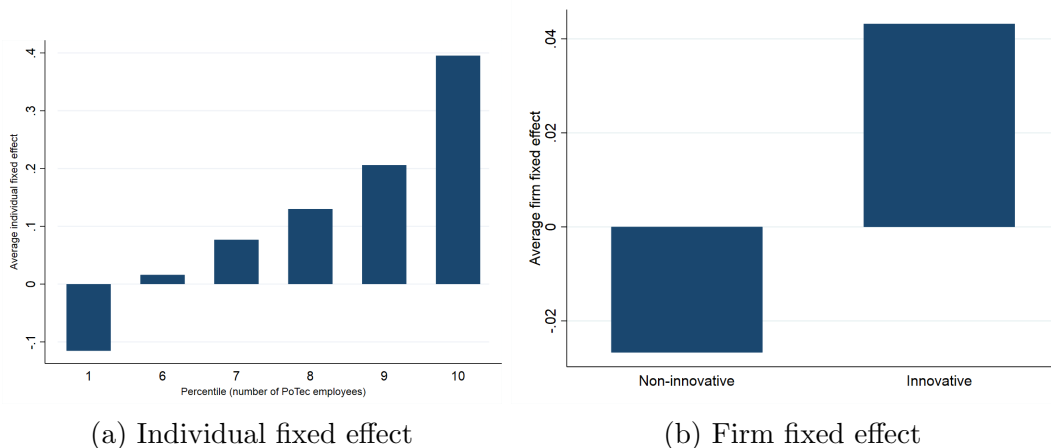 Average individual fixed effect
.4
.3
.2
.1
0
-.1
1 6 7 8 9 10
Percentile (number of PoTec employees)
(a) Individual fixed effect
Average firm fixed effect
.04
.02
0
-.02
Non-innovative Innovative
(b) Firm fixed effect